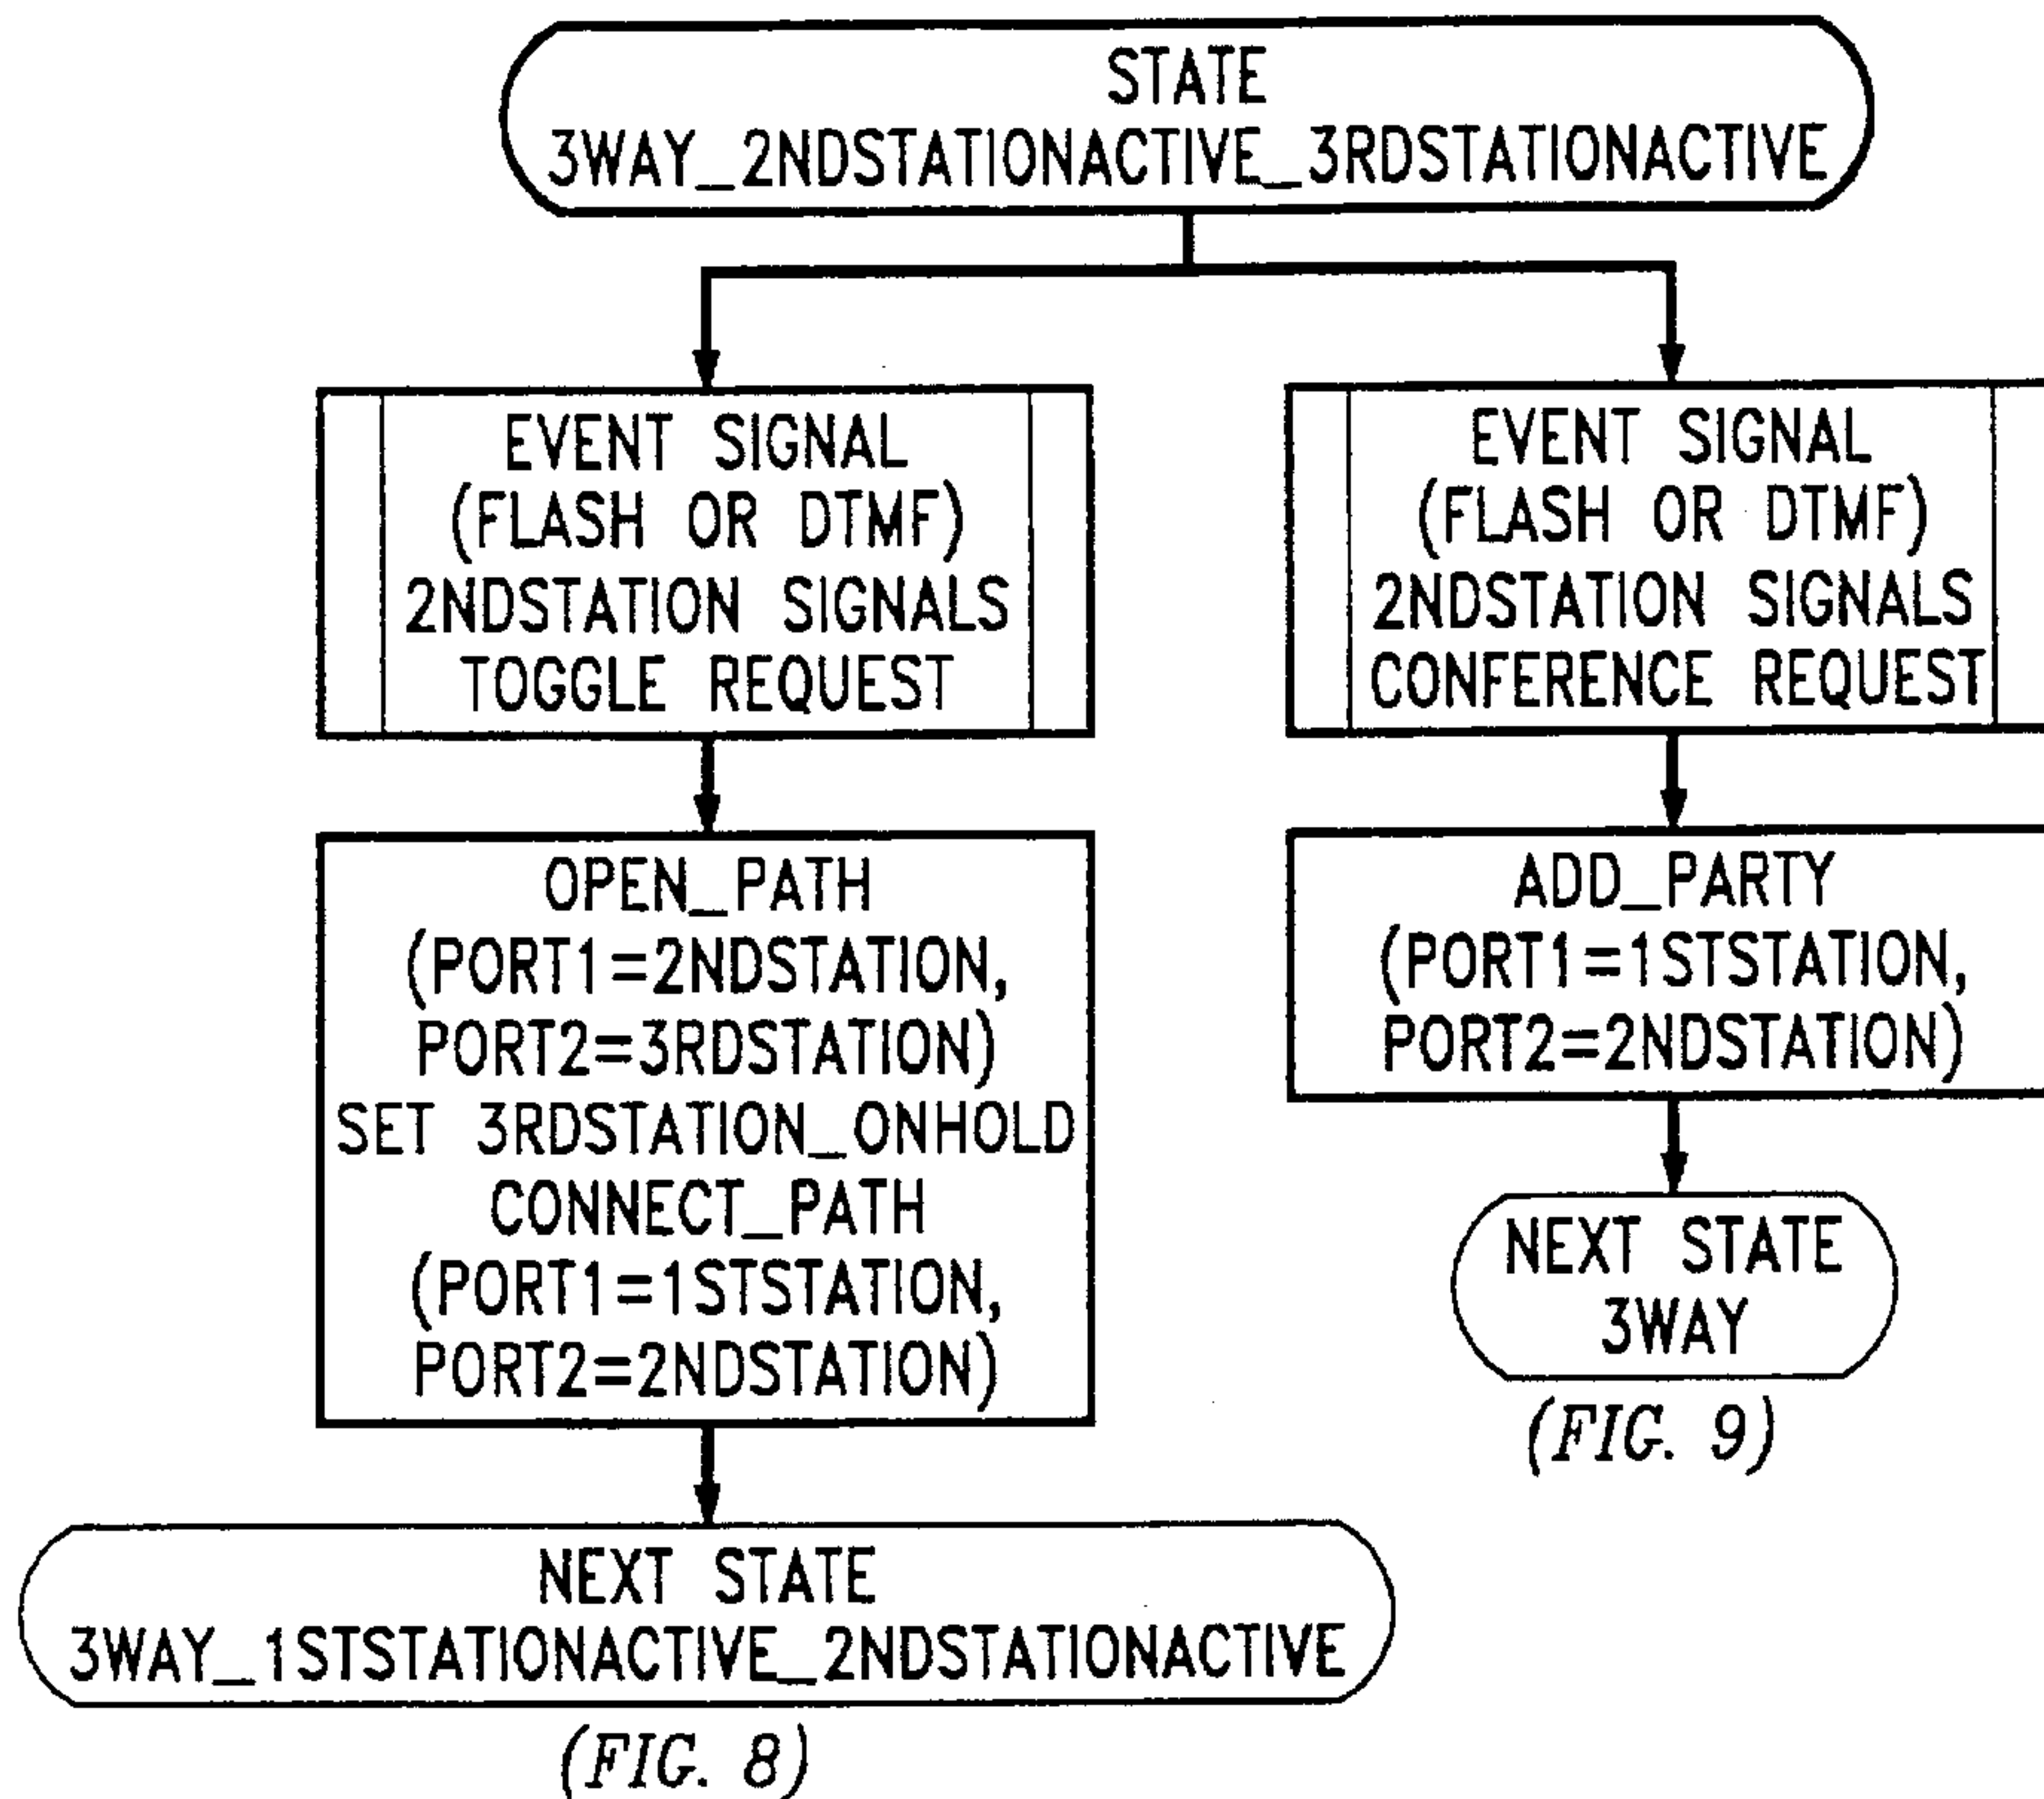 STATE
3WAY_2NDSTATIONACTIVE_3RDSTATIONACTIVE
EVENT SIGNAL
(FLASH OR DTMF)
2NDSTATION SIGNALS
TOGGLE REQUEST
OPEN_PATH
(PORT1=2NDSTATION,
PORT2=3RDSTATION)
SET 3RDSTATION_ONHOLD
CONNECT_PATH
(PORT1=1STSTATION,
PORT2=2NDSTATION)
NEXT STATE
3WAY_1STSTATIONACTIVE_2NDSTATIONACTIVE
(FIG. 8)
EVENT SIGNAL
(FLASH OR DTMF)
2NDSTATION SIGNALS
CONFERENCE REQUEST
ADD_PARTY
(PORT1=1STSTATION,
PORT2=2NDSTATION)
NEXT STATE
3WAY
(FIG. 9)